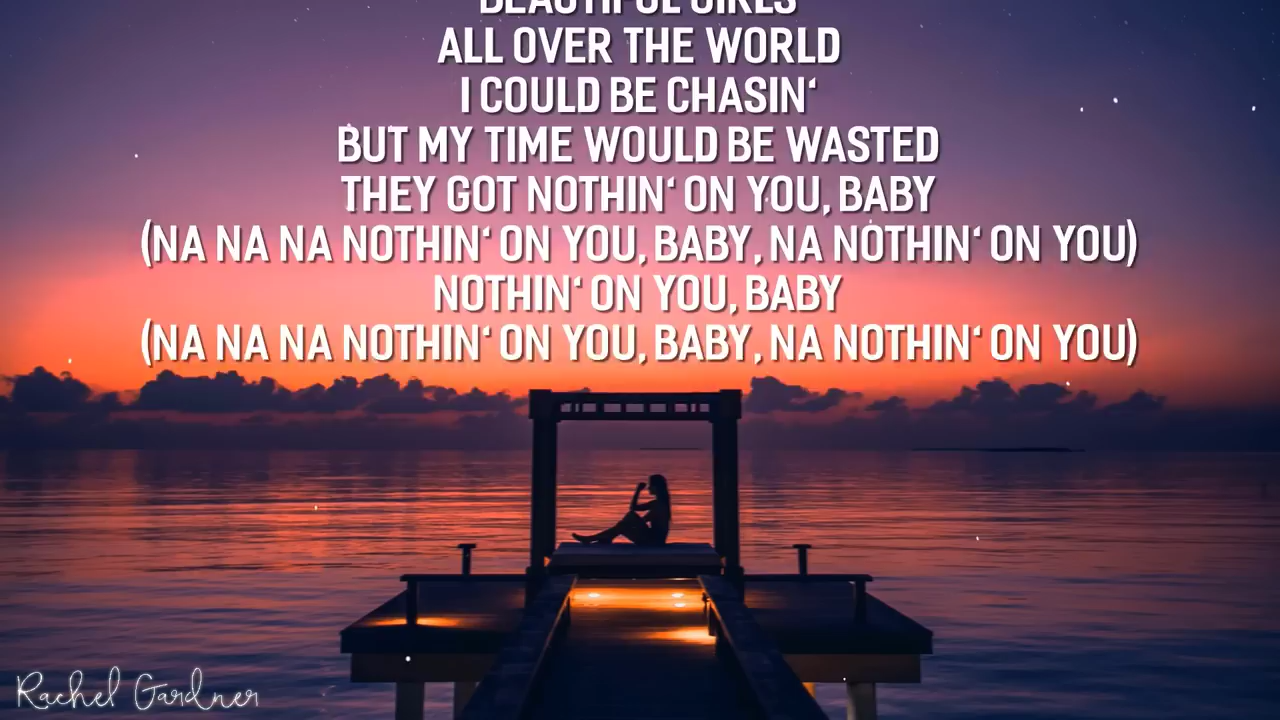 BEAUTIFUL GIRLS
ALL OVER THE WORLD
I COULD BE CHASIN‘
BUT MY TIME WOULD BE WASTED
THEY GOT NOTHIN‘ ON YOU, BABY
(NA NA NA NOTHIN‘ ON YOU, BABY, NA NOTHIN‘ ON YOU)
NOTHIN‘ ON YOU, BABY
(NA NA NA NOTHIN‘ ON YOU, BABY, NA NOTHIN‘ ON YOU)
Rachel Gardner